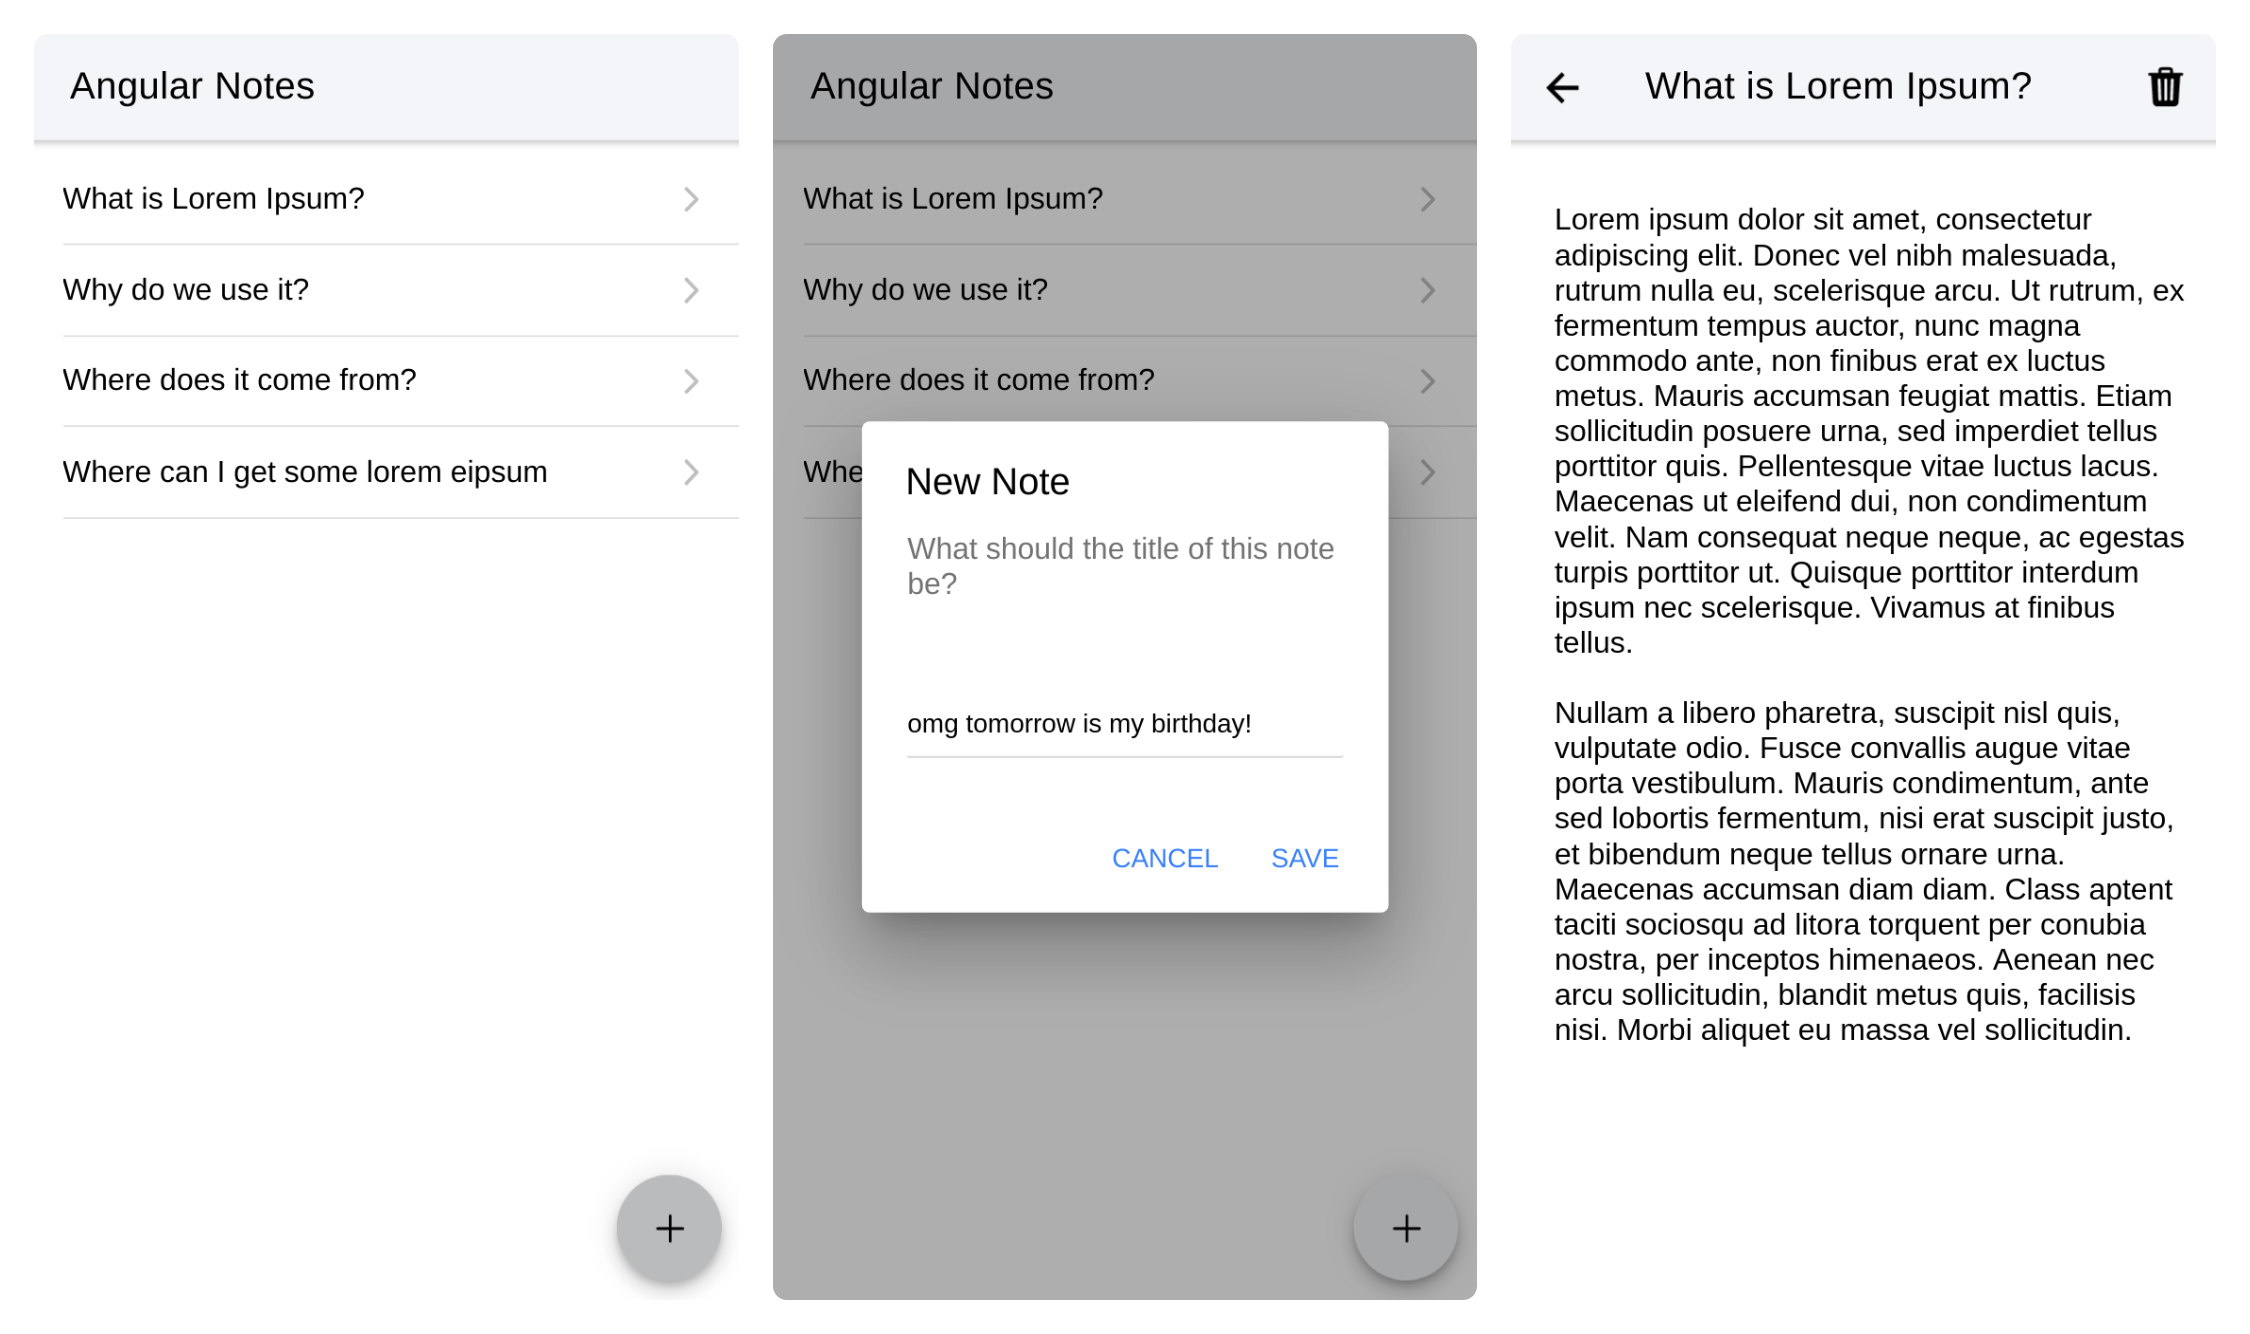 Angular Notes
What is Lorem Ipsum?
Why do we use it?
Where does it come from?
Where can I get some lorem eipsum
Angular Notes
What is Lorem Ipsum?
Why do we use it?
Where does it come from?
Whe
New Note
What should the title of this note
be?
omg tomorrow is my birthday!
CANCEL SAVE
What is Lorem Ipsum?
Lorem ipsum dolor sit amet, consectetur
adipiscing elit. Donec vel nibh malesuada,
rutrum nulla eu, scelerisque arcu. Ut rutrum, ex
fermentum tempus auctor, nunc magna
commodo ante, non finibus erat ex luctus
metus. Mauris accumsan feugiat mattis. Etiam
sollicitudin posuere urna, sed imperdiet tellus
porttitor quis. Pellentesque vitae luctus lacus.
Maecenas ut eleifend dui, non condimentum
velit. Nam consequat neque neque, ac egestas
turpis porttitor ut. Quisque porttitor interdum
ipsum nec scelerisque. Vivamus at finibus
tellus.
Nullam a libero pharetra, suscipit nisl quis,
vulputate odio. Fusce convallis augue vitae
porta vestibulum. Mauris condimentum, ante
sed lobortis fermentum, nisi erat suscipit justo,
et bibendum neque tellus ornare urna.
Maecenas accumsan diam diam. Class aptent
taciti sociosqu ad litora torquent per conubia
nostra, per inceptos himenaeos. Aenean nec
arcu sollicitudin, blandit metus quis, facilisis
nisi. Morbi aliquet eu massa vel sollicitudin.